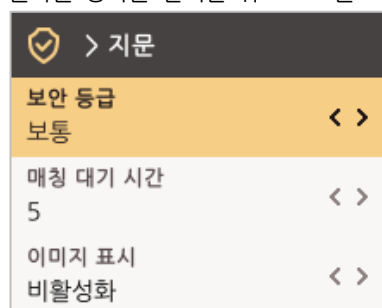 > 지문
보안 등급
보통
< >
매칭 대기 시간
5
< >
이미지 표시
비활성화
< >